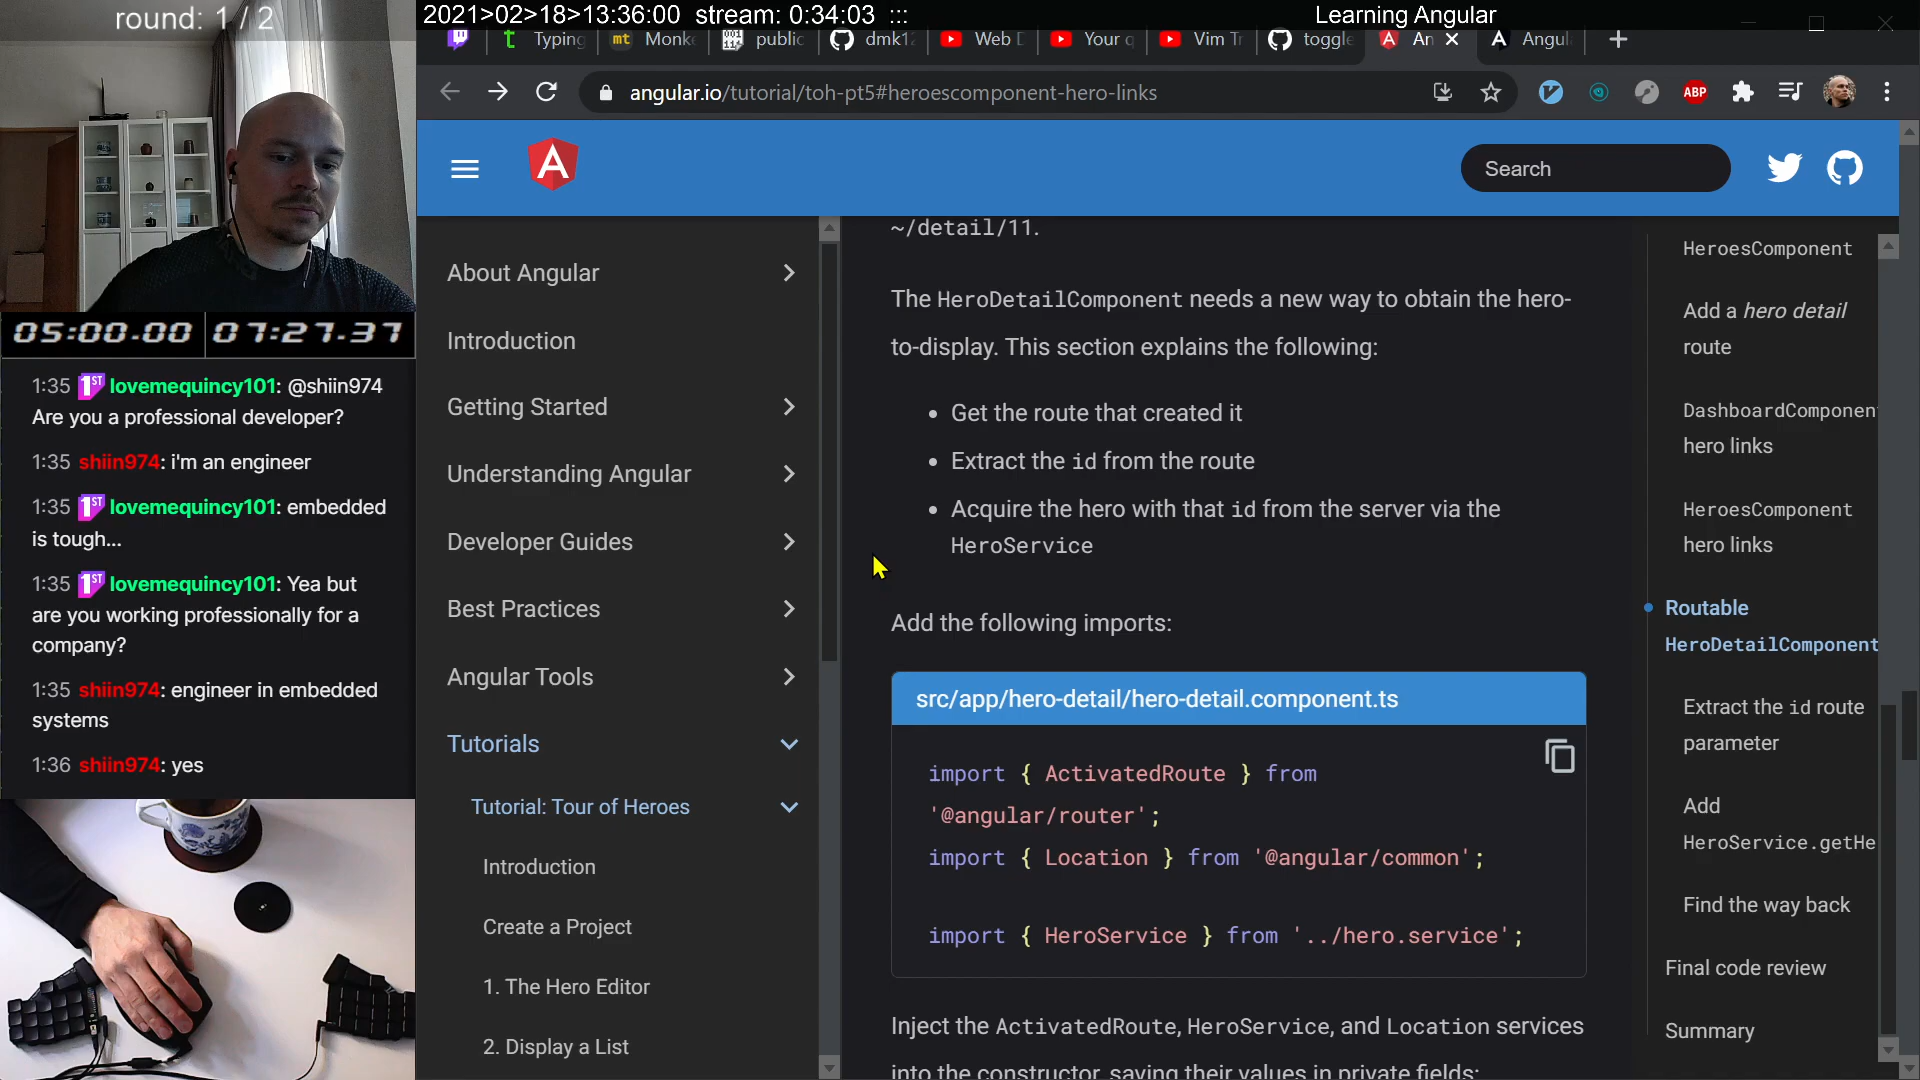 round: 1 / 2
2021>02>18>13:36:00 stream: 0:34:03 :::
Learning Angular
Typing
Monk
public
dmk1
Web
Your
Vim
toggle
An
Angul
angular.io/tutorial/toh-pt5#heroescomponent-hero-links
ABP
Search
05:00.00 07:27.37
1:35 1ST lovemequincy101: @shiin974
Are you a professional developer?
1:35 shiin974: i'm an engineer
1:35 1ST lovemequincy101: embedded
is tough...
1:35 1ST lovemequincy101: Yea but
are you working professionally for a
company?
1:35 shiin974: engineer in embedded
systems
1:36 shiin974: yes
About Angular
Introduction
Getting Started
Understanding Angular
Developer Guides
Best Practices
Angular Tools
Tutorials
Tutorial: Tour of Heroes
Introduction
Create a Project
1. The Hero Editor
2. Display a List
~/detail/11.
The HeroDetailComponent needs a new way to obtain the hero-
to-display. This section explains the following:
• Get the route that created it
• Extract the id from the route
• Acquire the hero with that id from the server via the
HeroService
Add the following imports:
src/app/hero-detail/hero-detail.component.ts
import { ActivatedRoute } from
'@angular/router';
import { Location } from '@angular/common';
import { HeroService } from '../hero.service';
Inject the ActivatedRoute, HeroService, and Location services
into the constructor, saving their values in private fields:
HeroesComponent
Add a hero detail
route
DashboardComponen
hero links
HeroesComponent
hero links
Routable
HeroDetailComponent
Extract the id route
parameter
Add
HeroService.getHe
Find the way back
Final code review
Summary